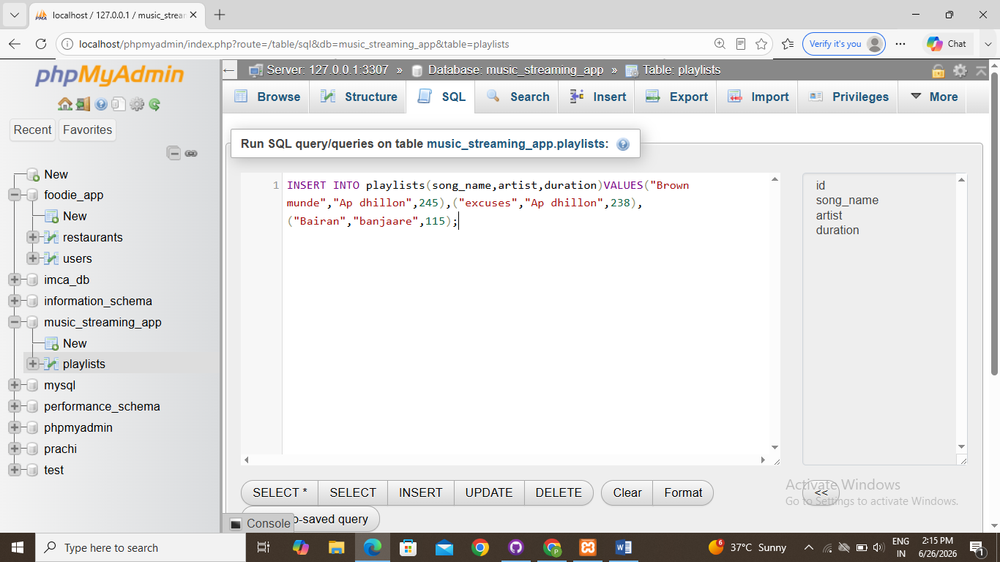 localhost / 127.0.0.1 / music_strea
localhost/phpmyadmin/index.php?route=/table/sql&db=music_streaming_app&table=playlists
Verify it's you
Chat
phpMyAdmin
Recent
Favorites
New
foodie_app
New
restaurants
users
imca_db
information_schema
music_streaming_app
New
playlists
mysql
performance_schema
phpmyadmin
prachi
test
Server: 127.0.0.1:3307 » Database: music_streaming_app » Table: playlists
Browse Structure SQL Search Insert Export Import Privileges More
Run SQL query/queries on table music_streaming_app.playlists:
1 INSERT INTO playlists(song_name,artist,duration)VALUES("Brown
munde","Ap dhillon",245),("excuses","Ap dhillon",238),
("Bairan","banjaare",115);
id
song_name
artist
duration
SELECT * SELECT INSERT UPDATE DELETE Clear Format <<
o-saved query
Console
Activate Windows
Go to Settings to activate Windows.
Type here to search
6
37°C Sunny
ENG
IN
2:15 PM
6/26/2026
1